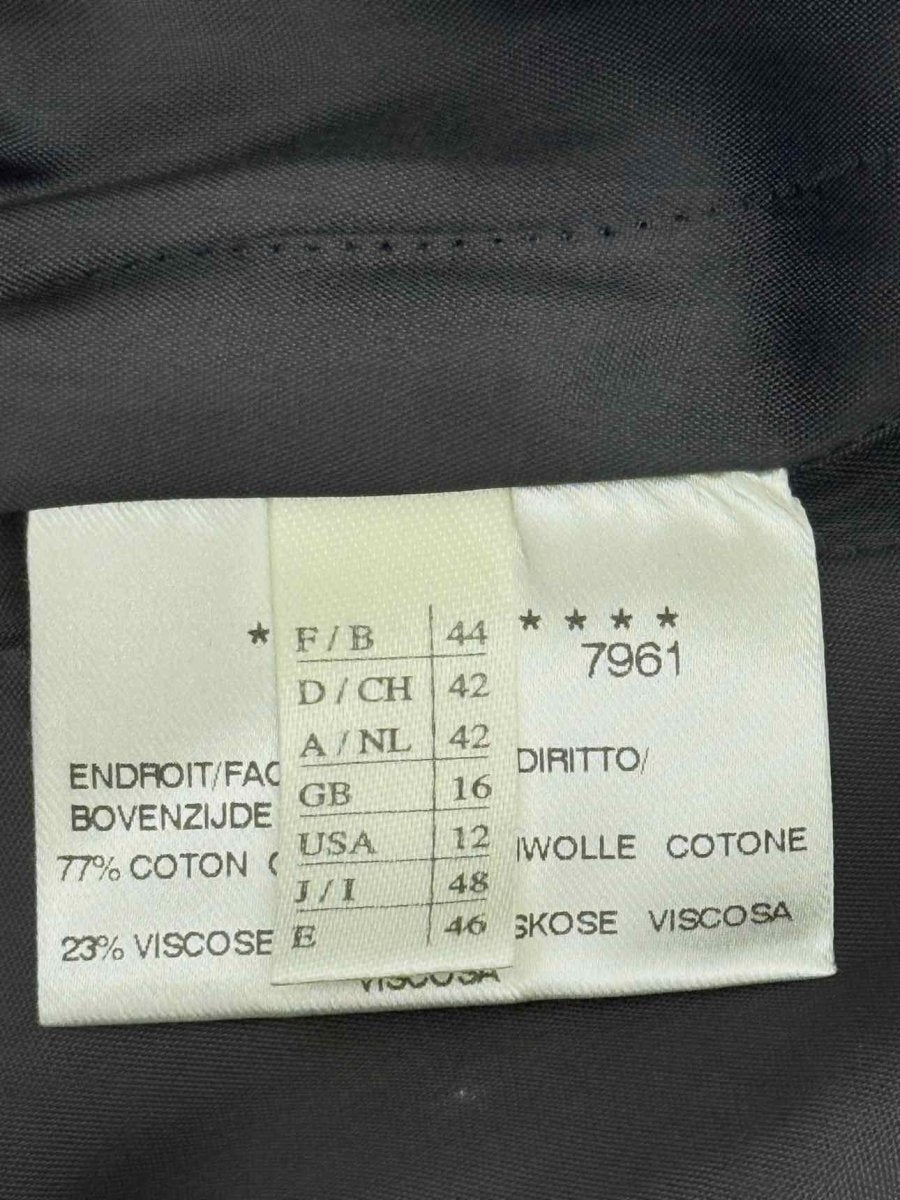 F / B 44
D / CH 42
A / NL 42
GB 16
USA 12
J / I 48
E 46
* * * * *
7961
ENDROIT/FAC DIRITTO/
BOVENZIJDE
77% COTON WOLLE COTONE
23% VISCOSE SKOSE VISCOSA
VISCOSA